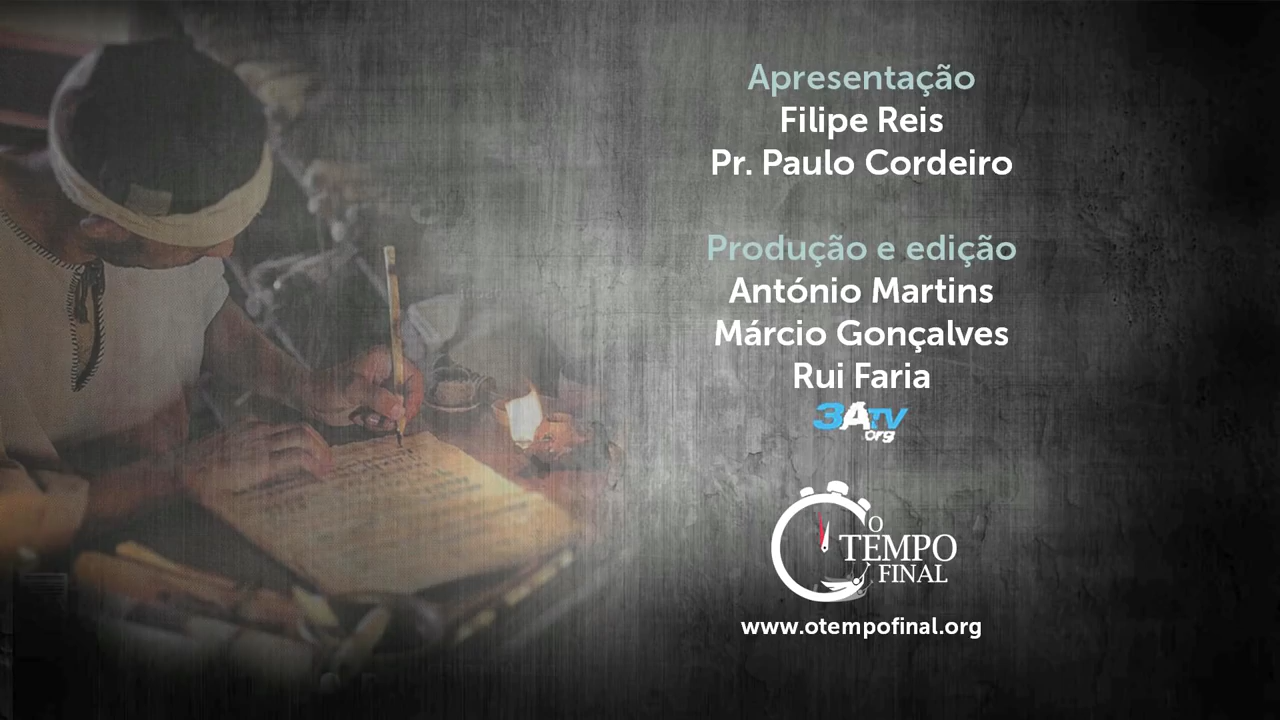 Apresentação
Filipe Reis
Pr. Paulo Cordeiro
Produção e edição
António Martins
Márcio Gonçalves
Rui Faria
3ATV
.org
O
TEMPO
FINAL
www.otempofinal.org